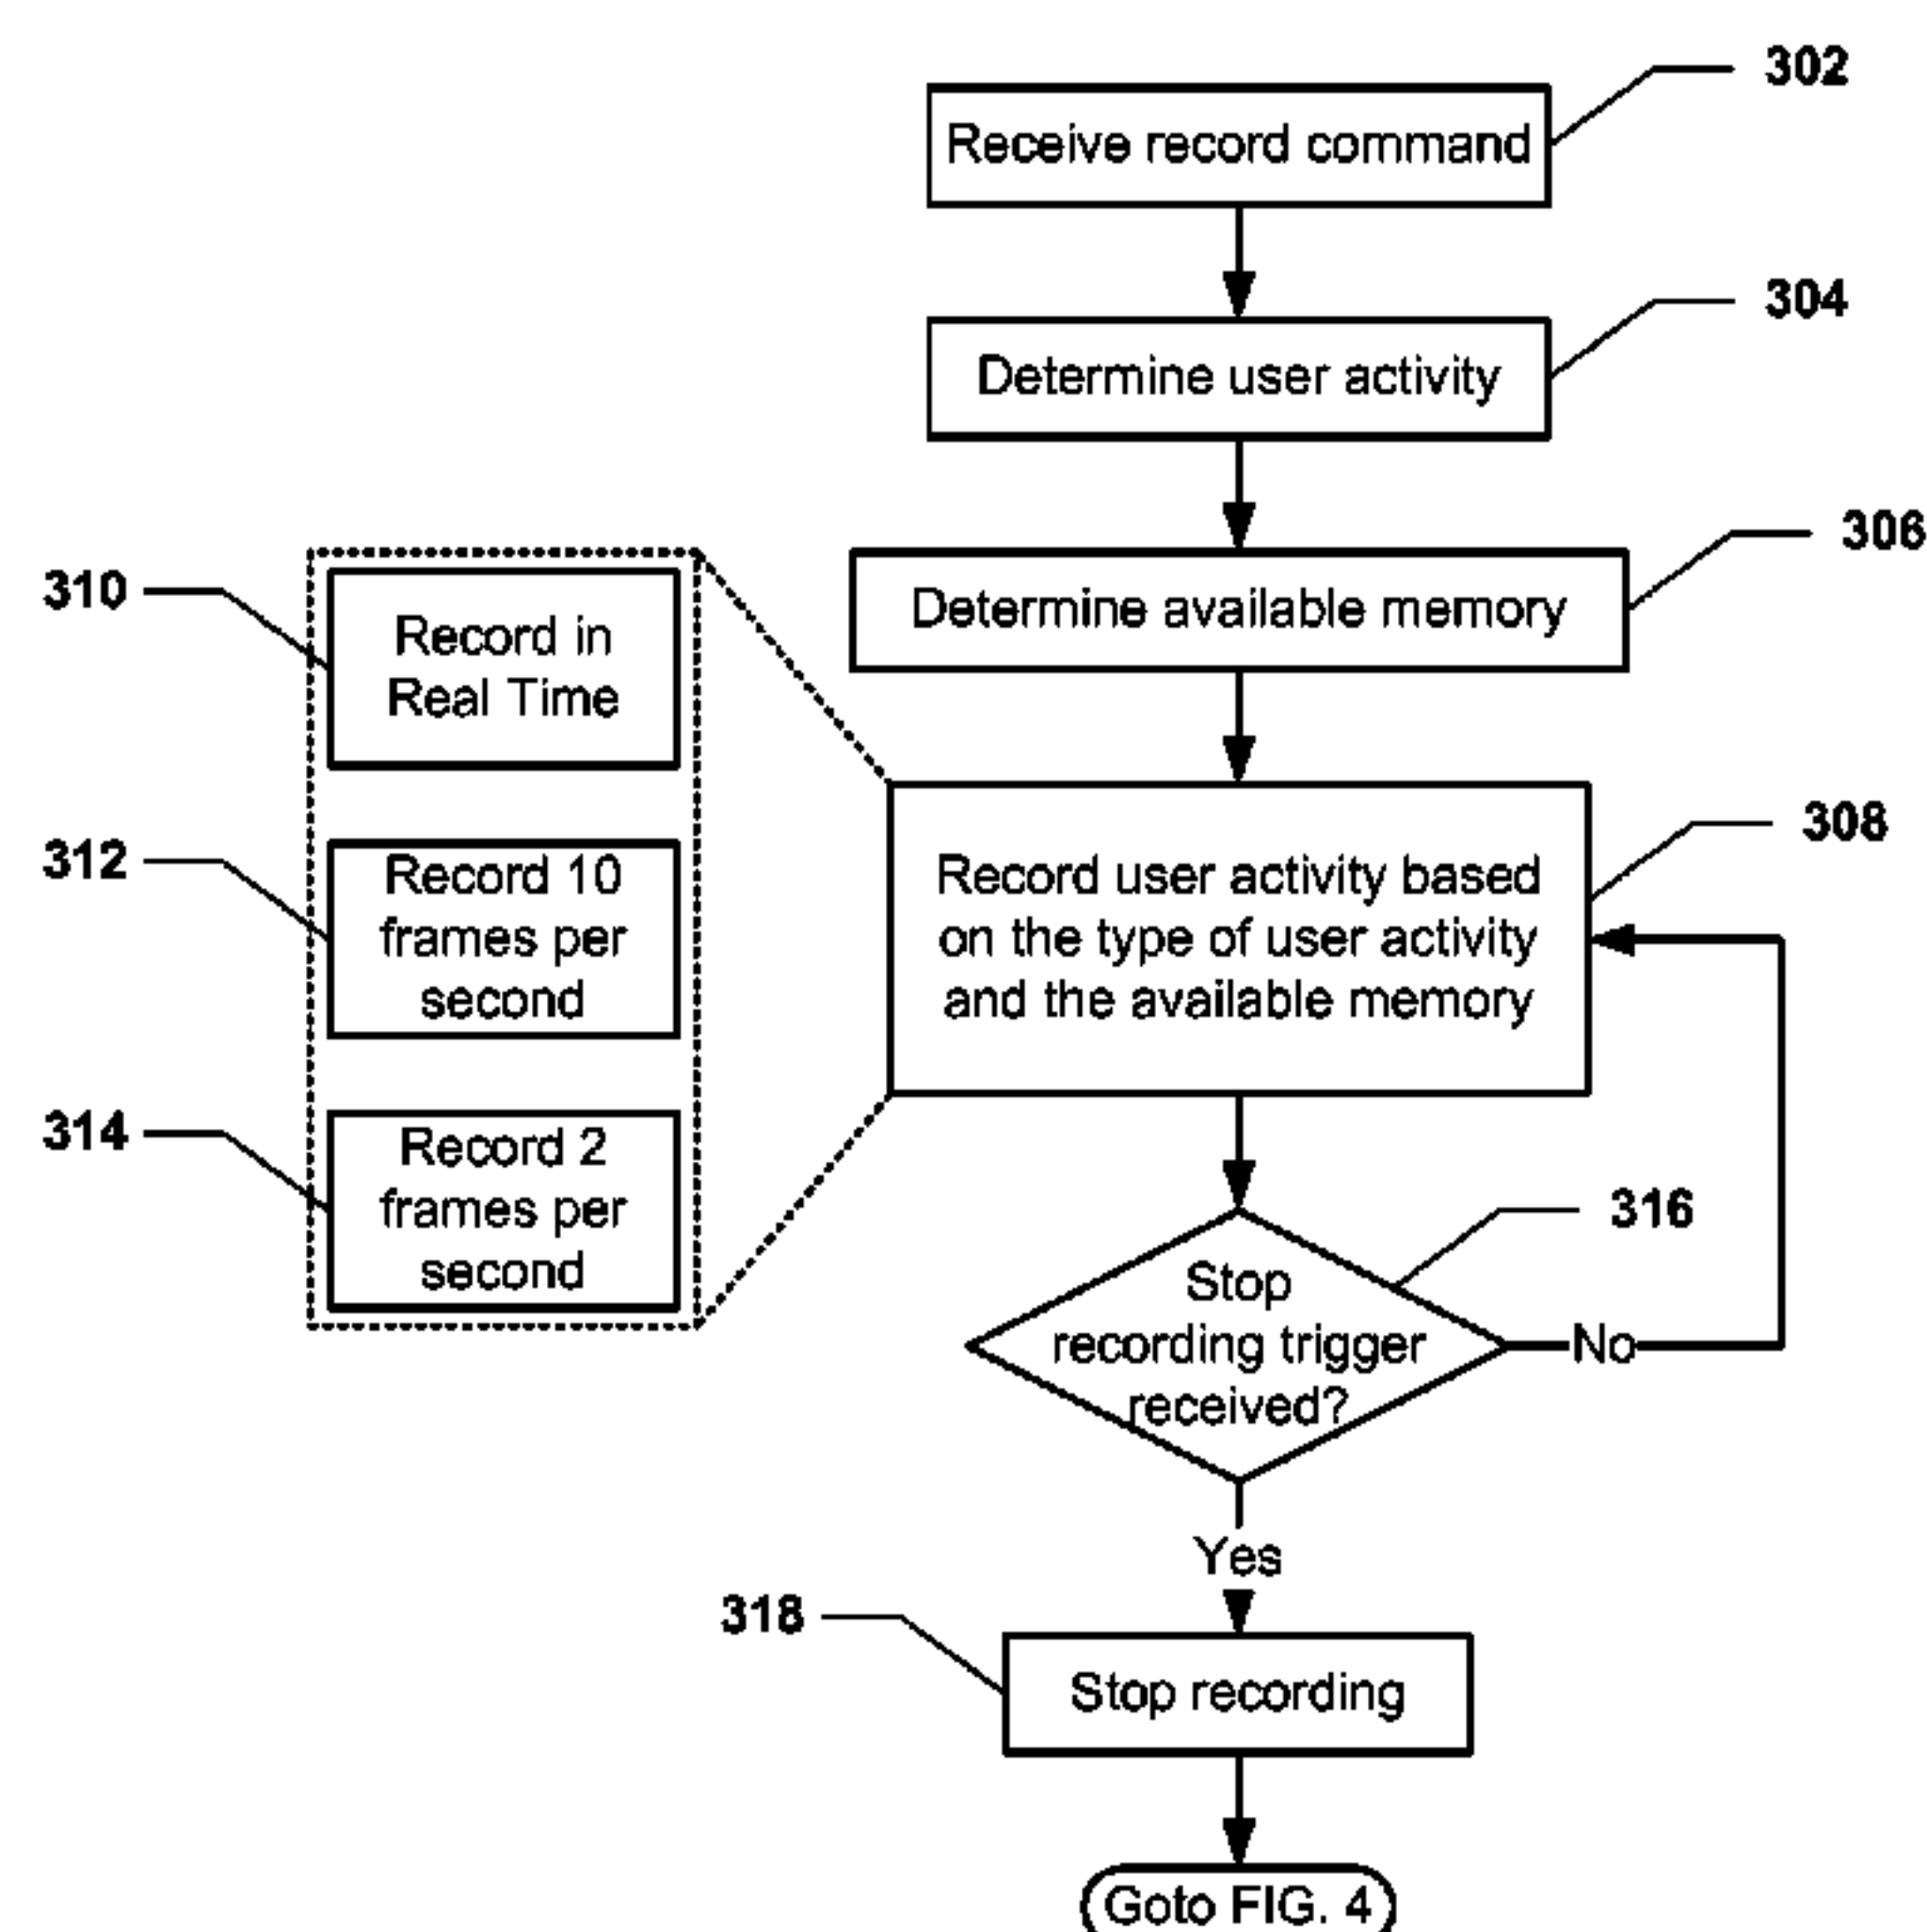 302
Receive record command
304
Determine user activity
306
Determine available memory
310
Record in
Real Time
312
Record 10
frames per
second
314
Record 2
frames per
second
308
Record user activity based
on the type of user activity
and the available memory
316
Stop
recording trigger
received?
No
Yes
318
Stop recording
Goto FIG. 4